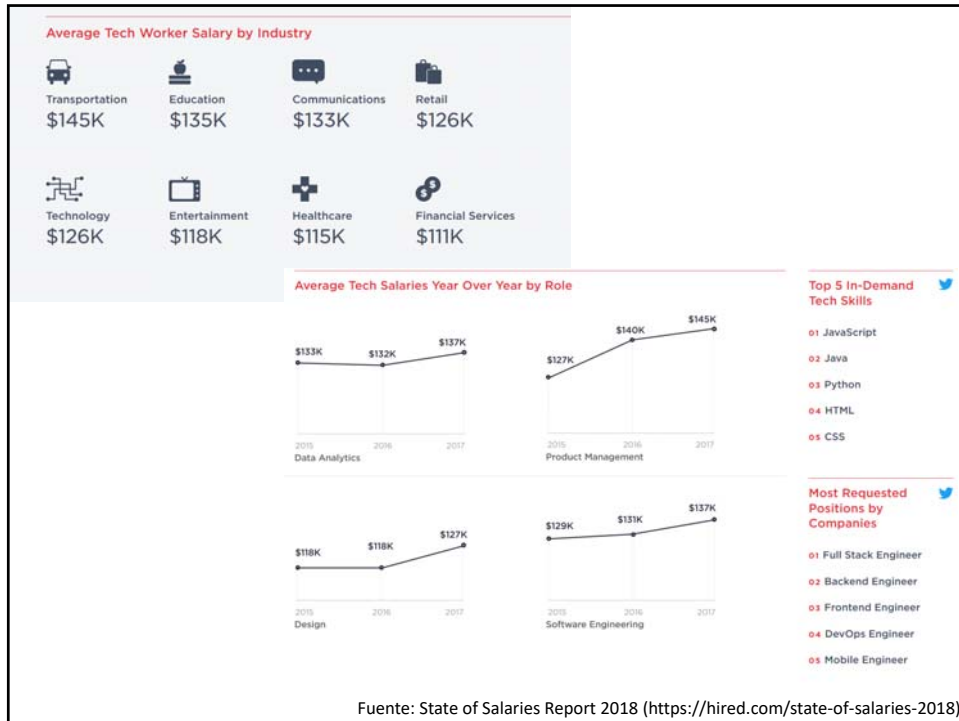 Average Tech Worker Salary by Industry
Transportation
$145K
Education
$135K
Communications
$133K
Retail
$126K
Technology
$126K
Entertainment
$118K
Healthcare
$115K
Financial Services
$111K
Average Tech Salaries Year Over Year by Role
$133K
$132K
$137K
2015
2016
2017
Data Analytics
$127K
$140K
$145K
2015
2016
2017
Product Management
$118K
$118K
$127K
2015
2016
2017
Design
$129K
$131K
$137K
2015
2016
2017
Software Engineering
Top 5 In-Demand
Tech Skills
01 JavaScript
02 Java
03 Python
04 HTML
05 CSS
Most Requested
Positions by
Companies
01 Full Stack Engineer
02 Backend Engineer
03 Frontend Engineer
04 DevOps Engineer
05 Mobile Engineer
Fuente: State of Salaries Report 2018 (https://hired.com/state-of-salaries-2018)